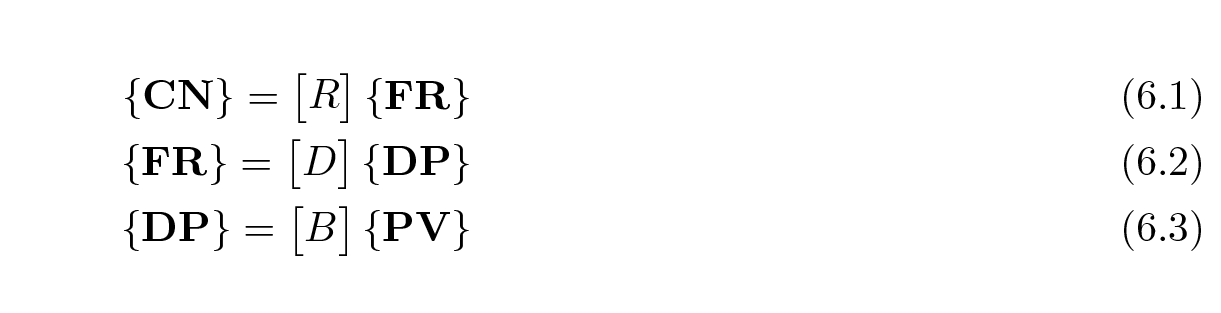 {CN} = [R] {FR} (6.1)
{FR} = [D] {DP} (6.2)
{DP} = [B] {PV} (6.3)